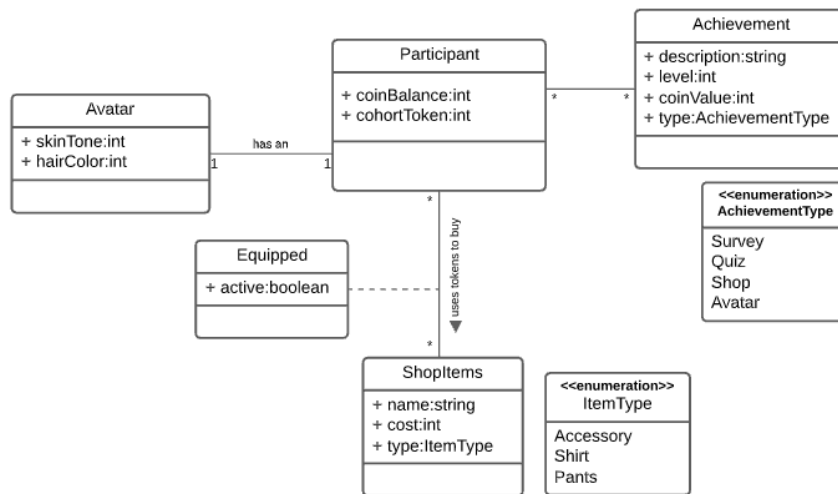 Achievement
+ description:string
+ level:int
+ coinValue:int
+ type:AchievementType
Participant
+ coinBalance:int
+ cohortToken:int
* *
Avatar
+ skinTone:int
+ hairColor:int
has an
1 1
<<enumeration>>
AchievementType
Survey
Quiz
Shop
Avatar
*
uses tokens to buy
*
Equipped
+ active:boolean
ShopItems
+ name:string
+ cost:int
+ type:ItemType
<<enumeration>>
ItemType
Accessory
Shirt
Pants